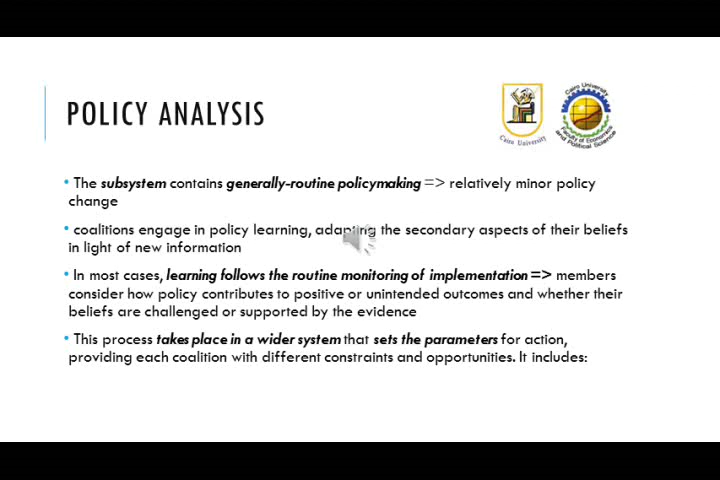 POLICY ANALYSIS
Cairo University
Cairo University
Faculty of Economics
and Political Science
• The subsystem contains generally-routine policymaking => relatively minor policy
change
• coalitions engage in policy learning, adapting the secondary aspects of their beliefs
in light of new information
• In most cases, learning follows the routine monitoring of implementation => members
consider how policy contributes to positive or unintended outcomes and whether their
beliefs are challenged or supported by the evidence
• This process takes place in a wider system that sets the parameters for action,
providing each coalition with different constraints and opportunities. It includes: